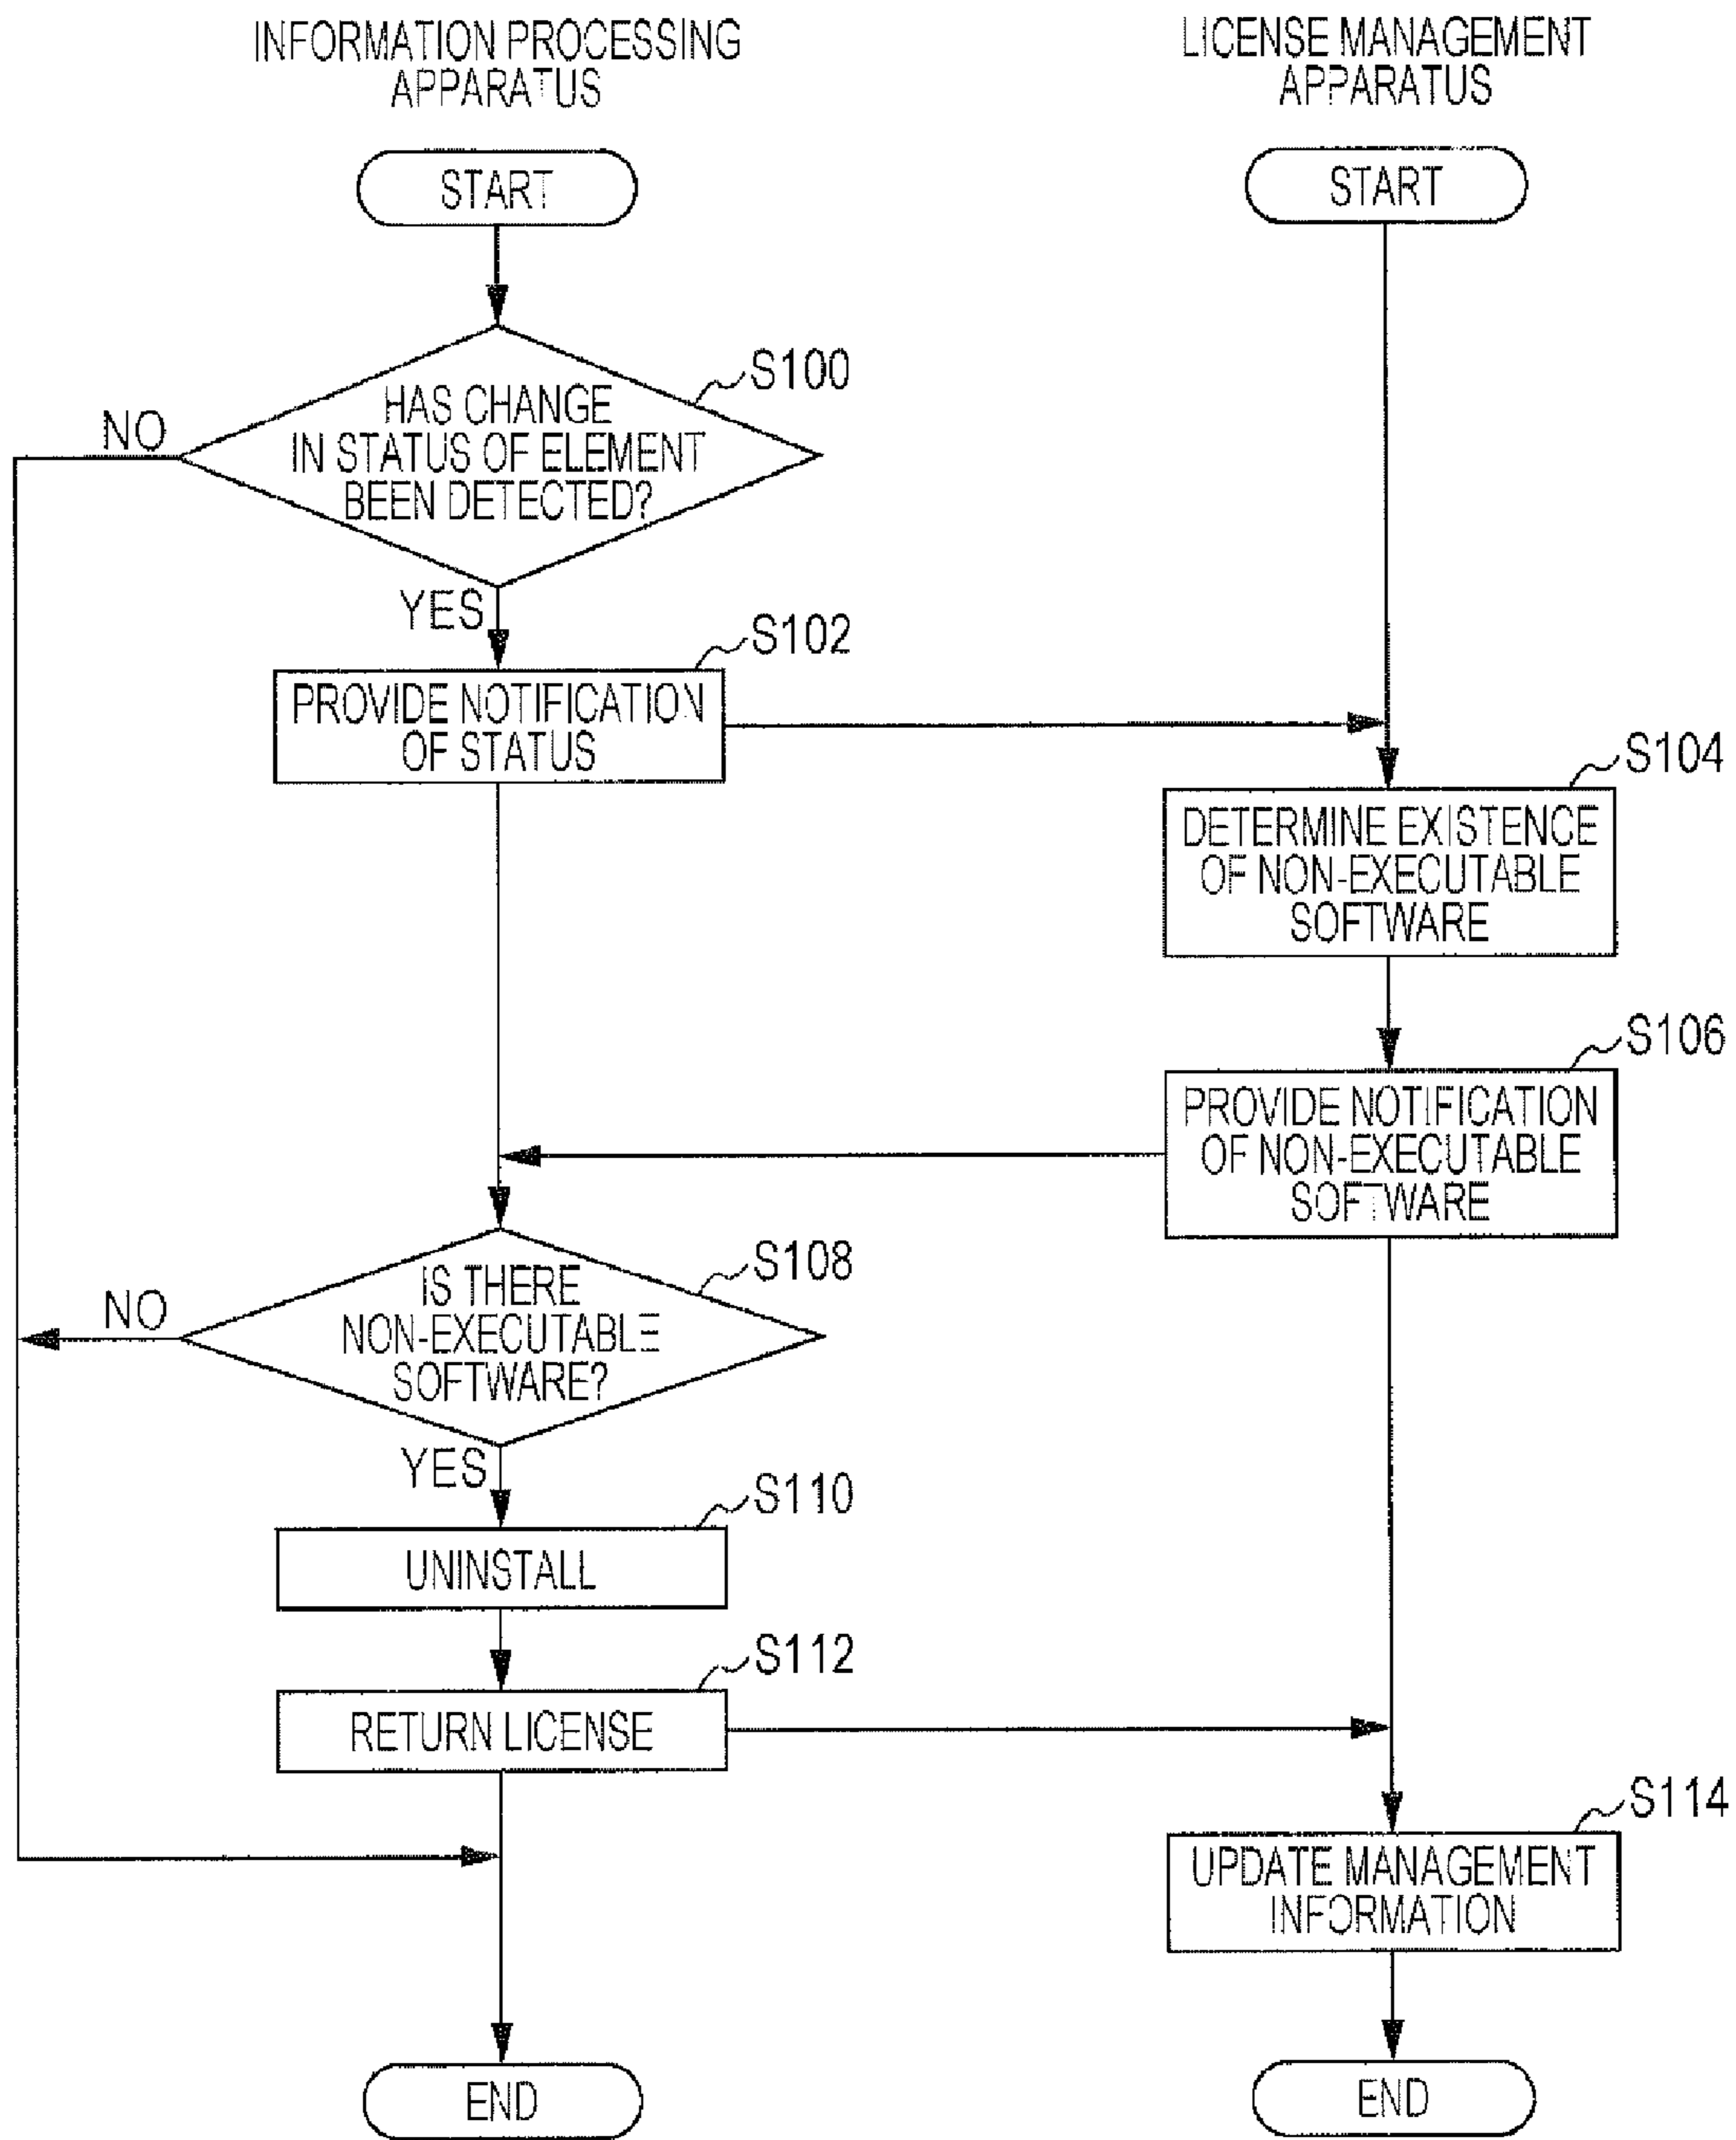 INFORMATION PROCESSING
APPARATUS
LICENSE MANAGEMENT
APPARATUS
START
START
S100
HAS CHANGE
IN STATUS OF ELEMENT
BEEN DETECTED?
NO
YES
S102
PROVIDE NOTIFICATION
OF STATUS
S104
DETERMINE EXISTENCE
OF NON-EXECUTABLE
SOFTWARE
S106
PROVIDE NOTIFICATION
OF NON-EXECUTABLE
SOFTWARE
S108
IS THERE
NON-EXECUTABLE
SOFTWARE?
NO
YES
S110
UNINSTALL
S112
RETURN LICENSE
S114
UPDATE MANAGEMENT
INFORMATION
END
END